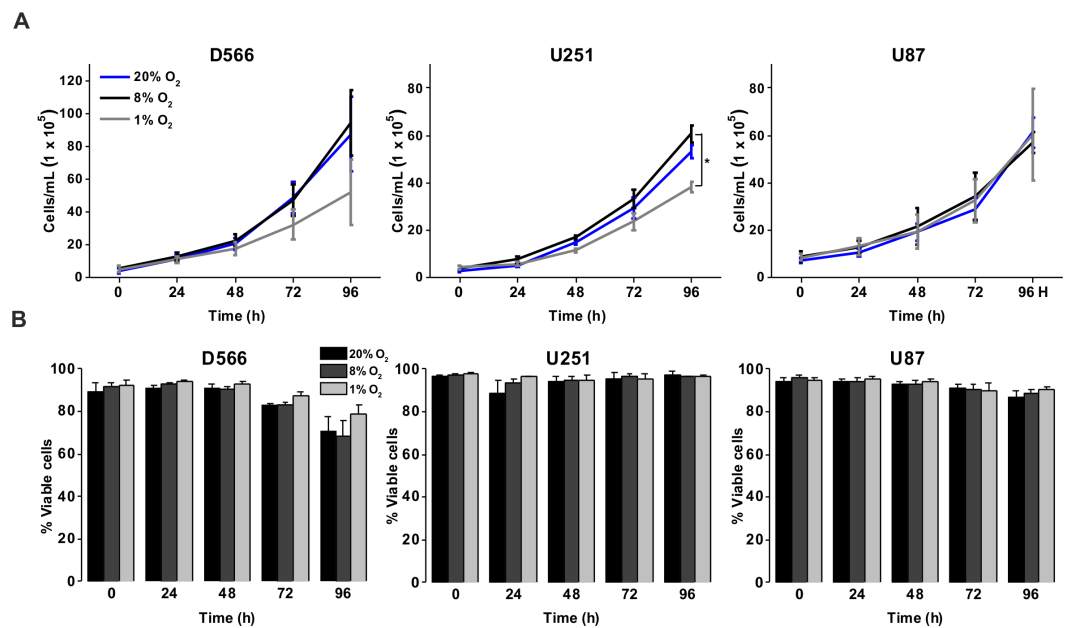 A
D566
U251
U87
20% O2
8% O2
1% O2
Cells/mL (1 x 10^5)
120
100
80
60
40
20
0
0 24 48 72 96
Time (h)
Cells/mL (1 x 10^5)
80
60
40
20
0
0 24 48 72 96
Time (h)
*
Cells/mL (1 x 10^5)
80
60
40
20
0
0 24 48 72 96 H
Time (h)
B
D566
U251
U87
20% O2
8% O2
1% O2
% Viable cells
100
80
60
40
20
0
0 24 48 72 96
Time (h)
% Viable cells
100
80
60
40
20
0
0 24 48 72 96
Time (h)
% Viable cells
100
80
60
40
20
0
0 24 48 72 96
Time (h)